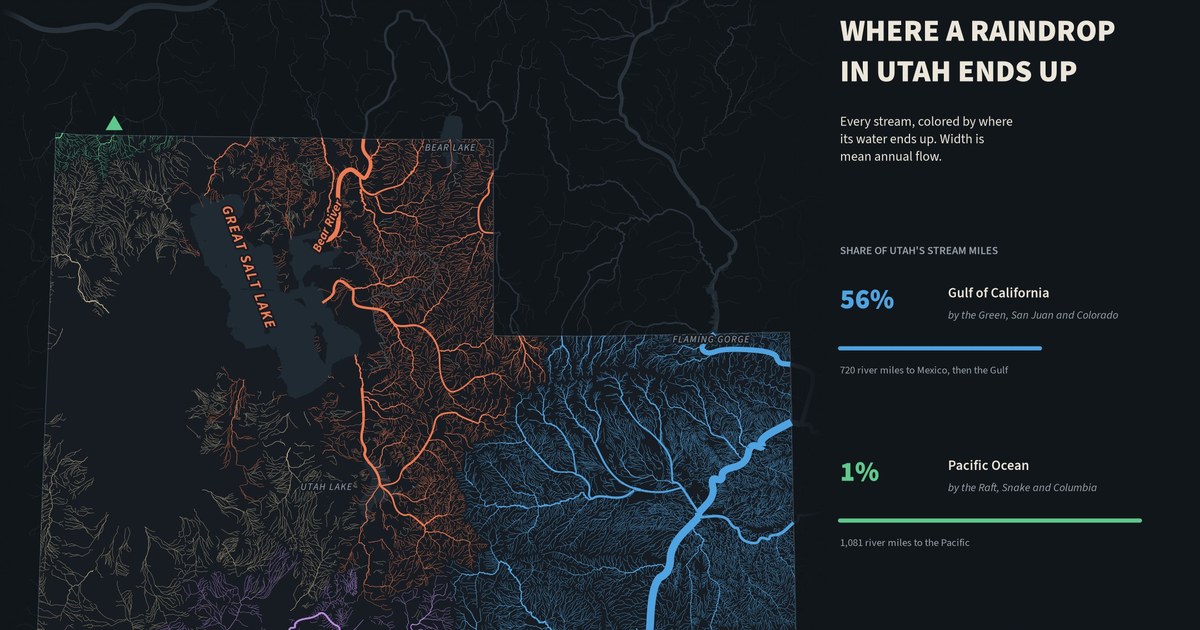 WHERE A RAINDROP
IN UTAH ENDS UP
Every stream, colored by where
its water ends up. Width is
mean annual flow.
SHARE OF UTAH'S STREAM MILES
56%
Gulf of California
by the Green, San Juan and Colorado
720 river miles to Mexico, then the Gulf
1%
Pacific Ocean
by the Raft, Snake and Columbia
1,081 river miles to the Pacific
BEAR LAKE
Bear River
GREAT SALT LAKE
FLAMING GORGE
UTAH LAKE